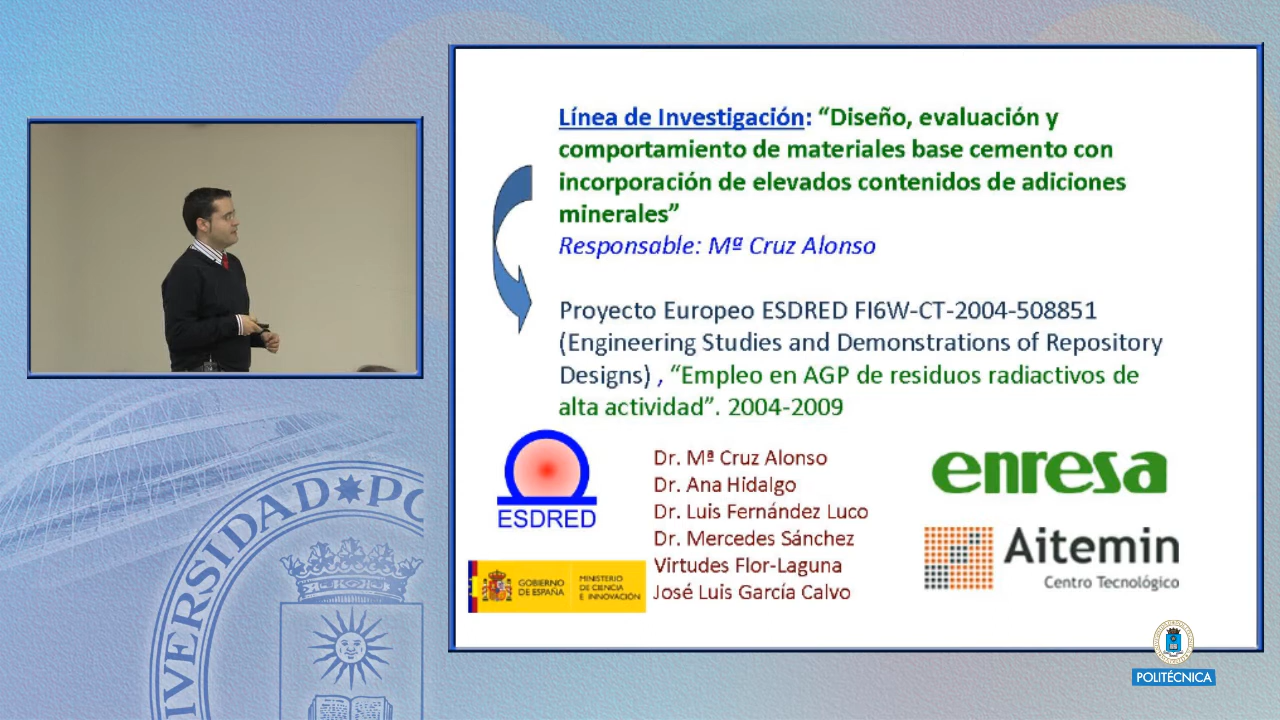 Línea de Investigación: “Diseño, evaluación y
comportamiento de materiales base cemento con
incorporación de elevados contenidos de adiciones
minerales”
Responsable: Mª Cruz Alonso
Proyecto Europeo ESDRED FI6W-CT-2004-508851
(Engineering Studies and Demonstrations of Repository
Designs) , “Empleo en AGP de residuos radiactivos de
alta actividad”. 2004-2009
ESDRED
GOBIERNO
DE ESPAÑA
MINISTERIO
DE CIENCIA
E INNOVACIÓN
Dr. Mª Cruz Alonso
Dr. Ana Hidalgo
Dr. Luis Fernández Luco
Dr. Mercedes Sánchez
Virtudes Flor-Laguna
José Luis García Calvo
enresa
Aitemin
Centro Tecnológico
IVERSIDAD PO
POLITÉCNICA